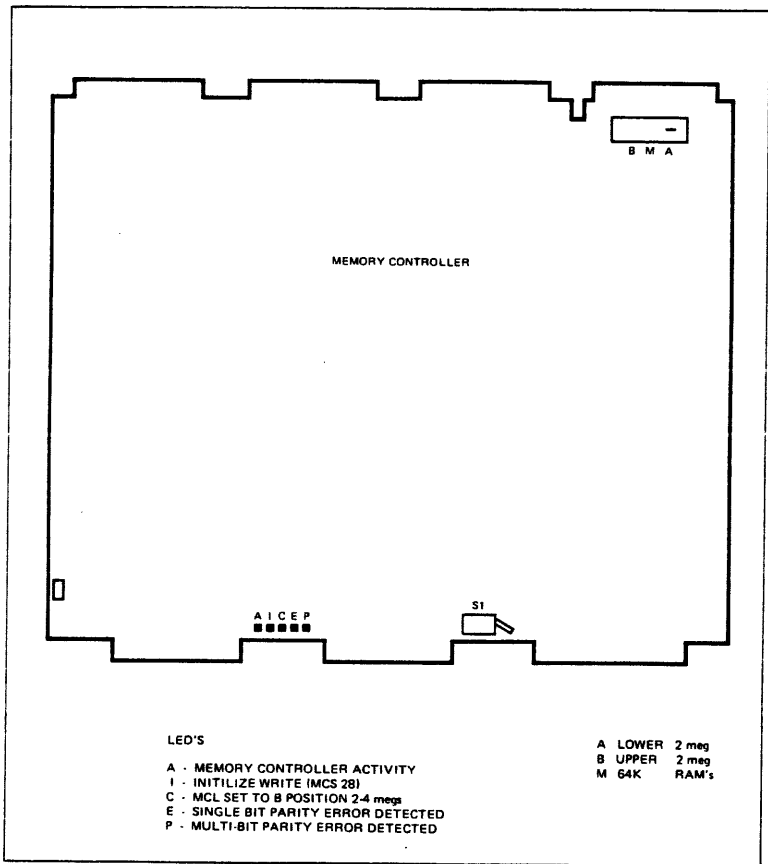 B M A
MEMORY CONTROLLER
A I C E P
S1
LED'S
A - MEMORY CONTROLLER ACTIVITY
I - INITILIZE WRITE (MCS 28)
C - MCL SET TO B POSITION 2-4 megs
E - SINGLE BIT PARITY ERROR DETECTED
P - MULTI-BIT PARITY ERROR DETECTED
A LOWER 2 meg
B UPPER 2 meg
M 64K RAM's